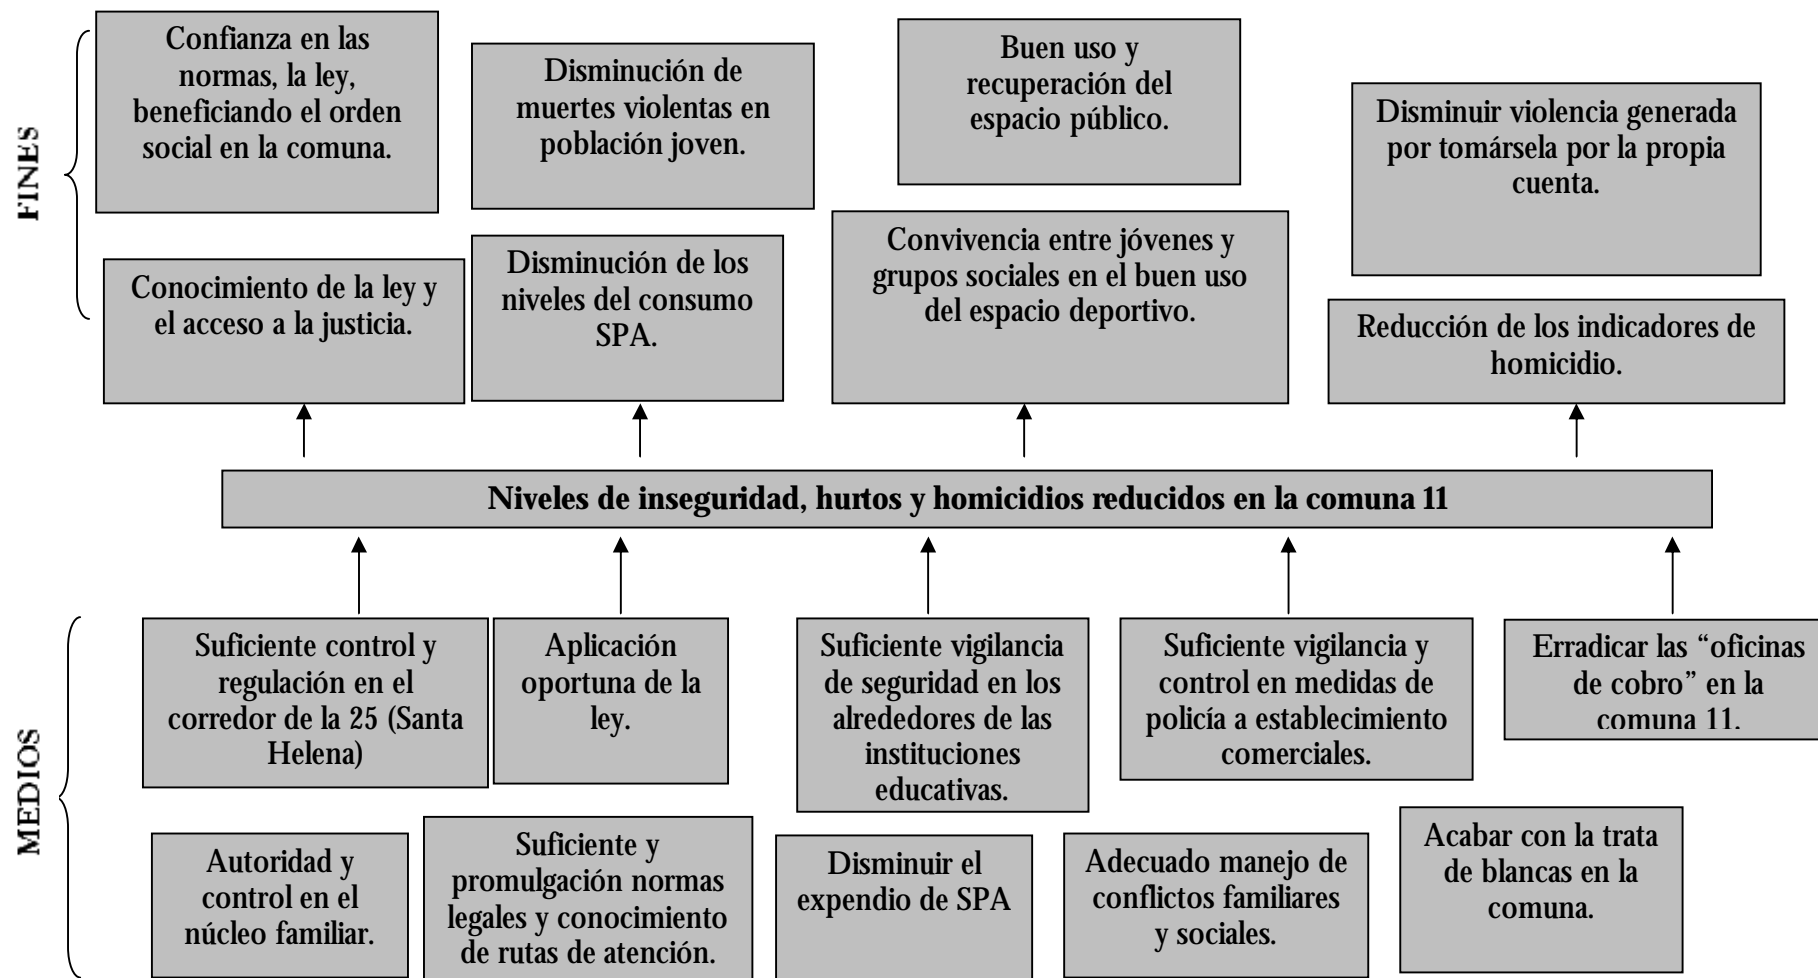 FINES
Confianza en las
normas, la ley,
beneficiando el orden
social en la comuna.
Disminución de
muertes violentas en
población joven.
Buen uso y
recuperación del
espacio público.
Disminuir violencia generada
por tomársela por la propia
cuenta.
Conocimiento de la ley y
el acceso a la justicia.
Disminución de los
niveles del consumo
SPA.
Convivencia entre jóvenes y
grupos sociales en el buen uso
del espacio deportivo.
Reducción de los indicadores de
homicidio.
Niveles de inseguridad, hurtos y homicidios reducidos en la comuna 11
MEDIOS
Suficiente control y
regulación en el
corredor de la 25 (Santa
Helena)
Aplicación
oportuna de la
ley.
Suficiente vigilancia
de seguridad en los
alrededores de las
instituciones
educativas.
Suficiente vigilancia y
control en medidas de
policía a establecimiento
comerciales.
Erradicar las “oficinas
de cobro” en la
comuna 11.
Autoridad y
control en el
núcleo familiar.
Suficiente y
promulgación normas
legales y conocimiento
de rutas de atención.
Disminuir el
expendio de SPA
Adecuado manejo de
conflictos familiares
y sociales.
Acabar con la trata
de blancas en la
comuna.